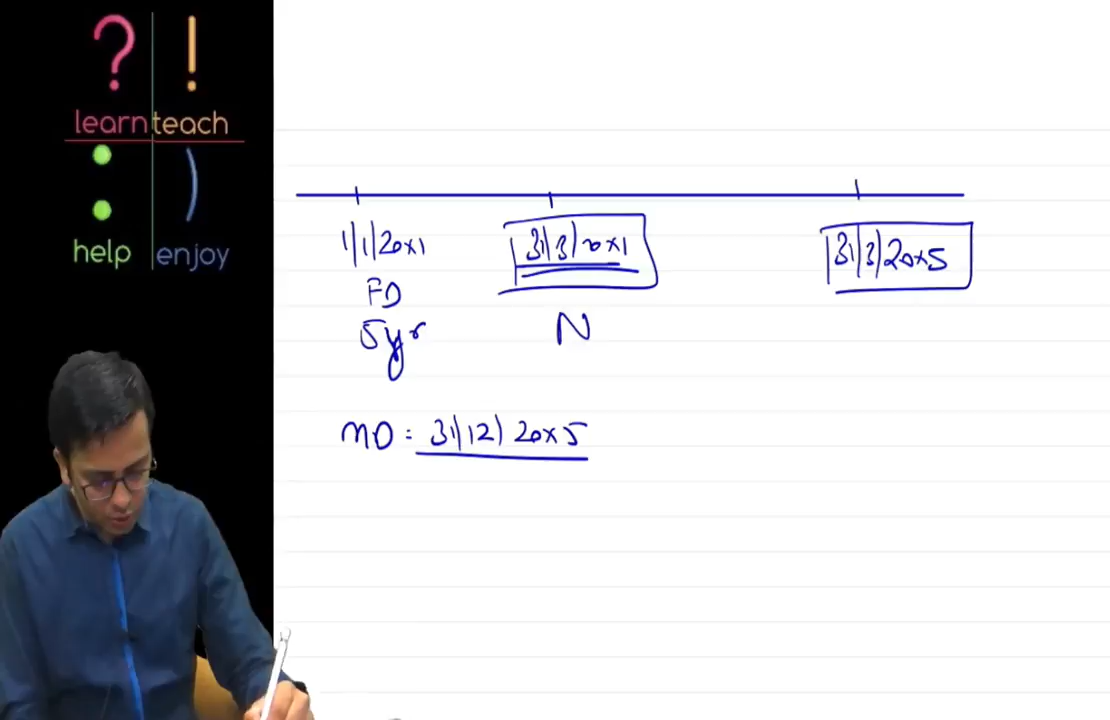 ? !
learn teach
: )
help enjoy
1/1/20x1
31/3/20x1
31/3/20x5
FD
5yr
N
MD = 31/12/20x5